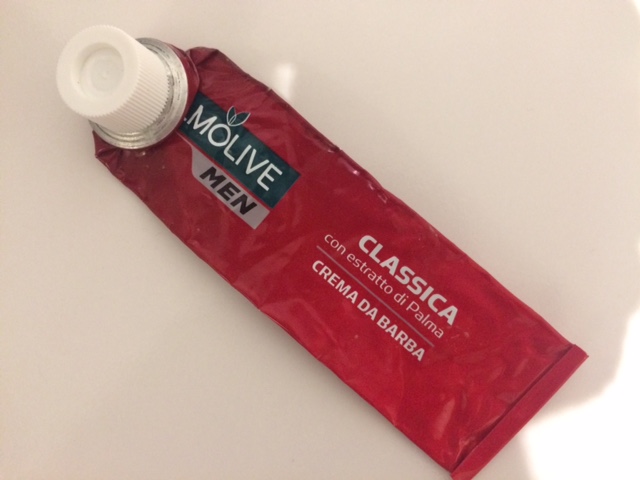 .MOLIVE
MEN
CLASSICA
con estratto di Palma
CREMA DA BARBA